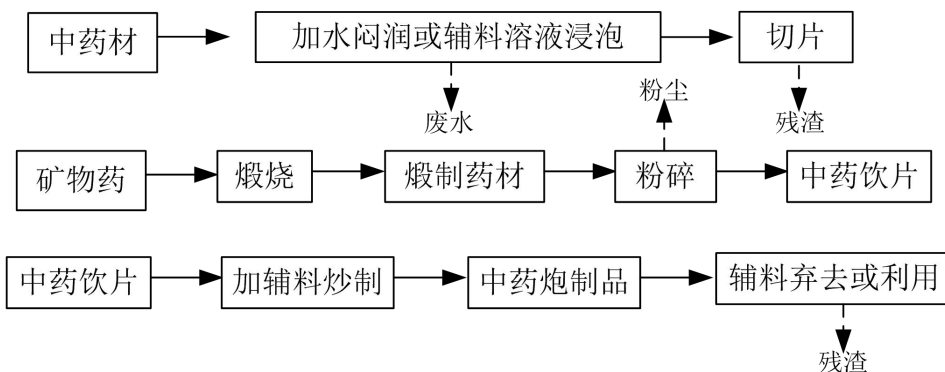 中药材
加水闷润或辅料溶液浸泡
切片
废水
粉尘
残渣
矿物药
煅烧
煅制药材
粉碎
中药饮片
中药饮片
加辅料炒制
中药炮制品
辅料弃去或利用
残渣